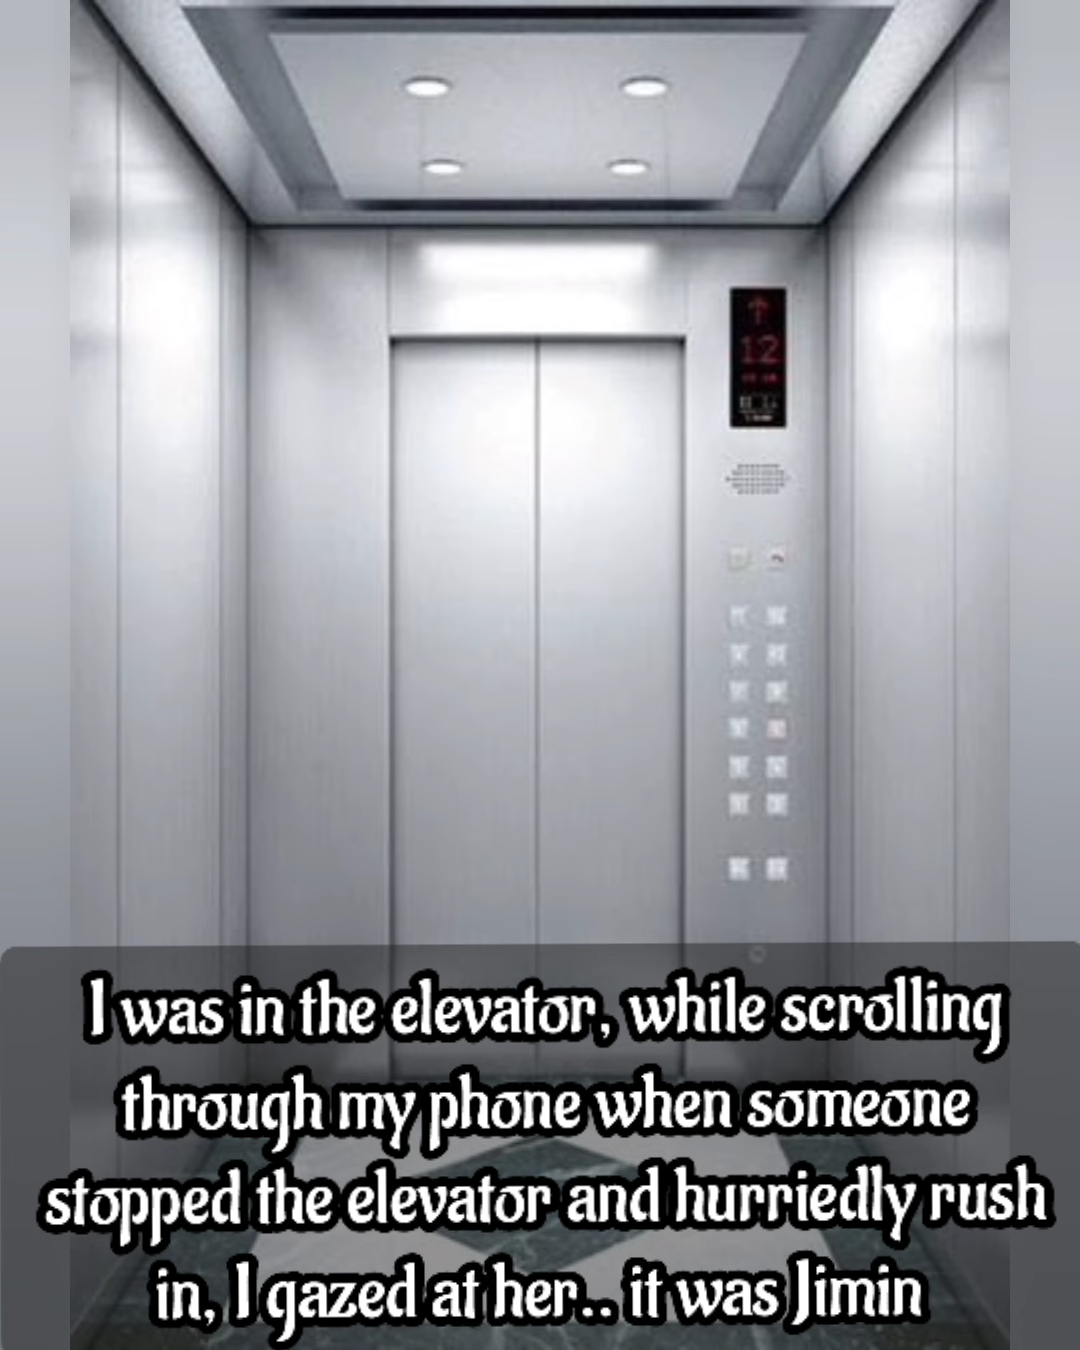 12
I was in the elevator, while scrolling
through my phone when someone
stopped the elevator and hurriedly rush
in, I gazed at her.. it was Jimin